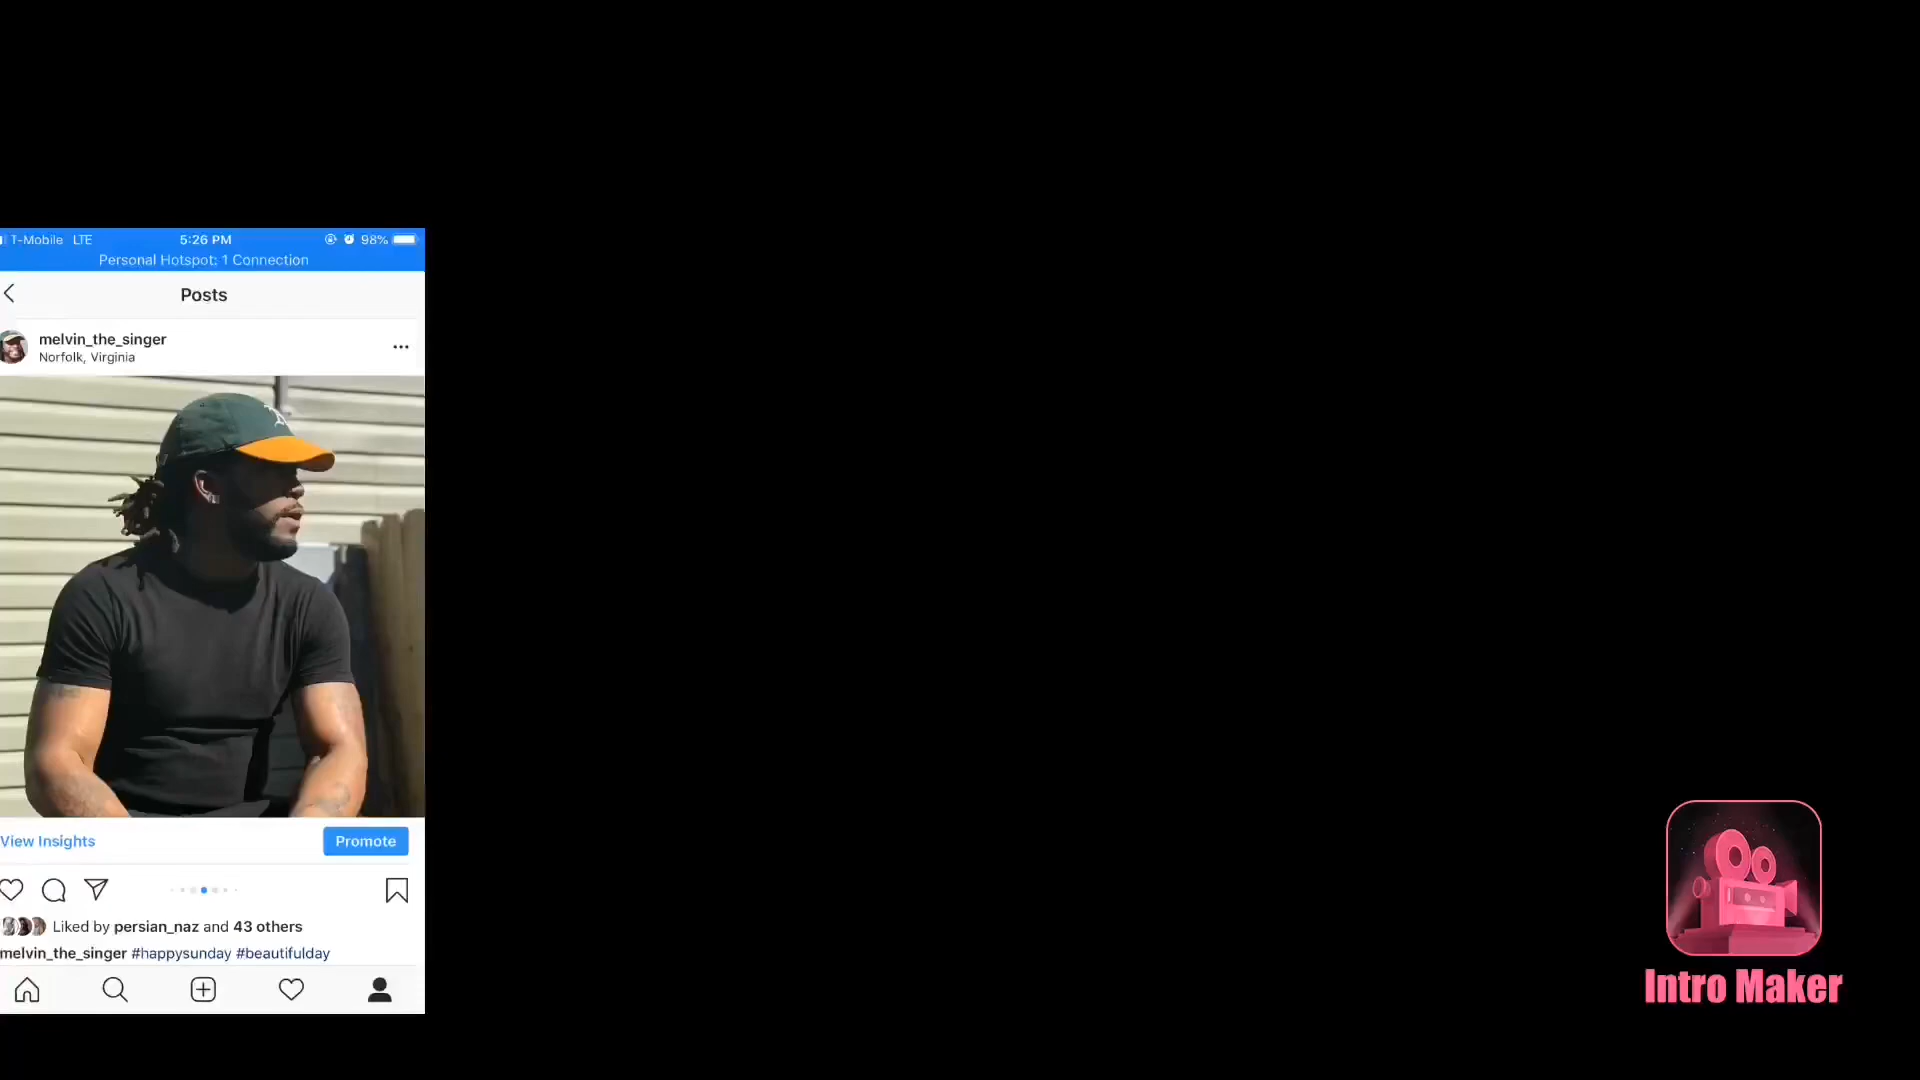 T-Mobile LTE 5:26 PM 98%
Personal Hotspot: 1 Connection
Posts
melvin_the_singer
Norfolk, Virginia
View Insights
Promote
Liked by persian_naz and 43 others
melvin_the_singer #happysunday #beautifulday
Intro Maker